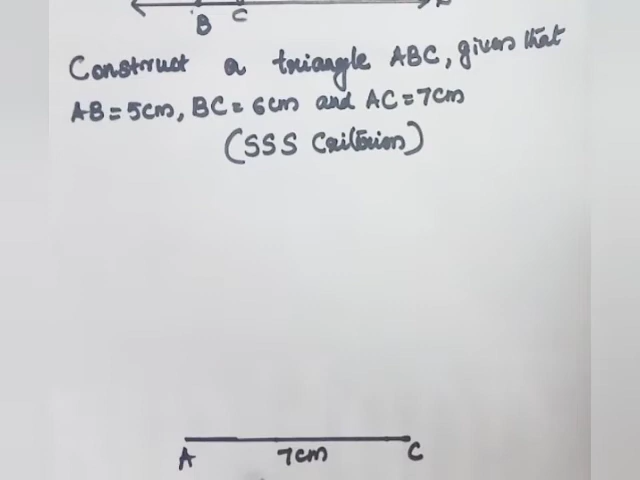 B C
Construct a triangle ABC, given that
AB = 5cm, BC = 6cm and AC = 7cm
(SSS Criterion)
A 7cm C